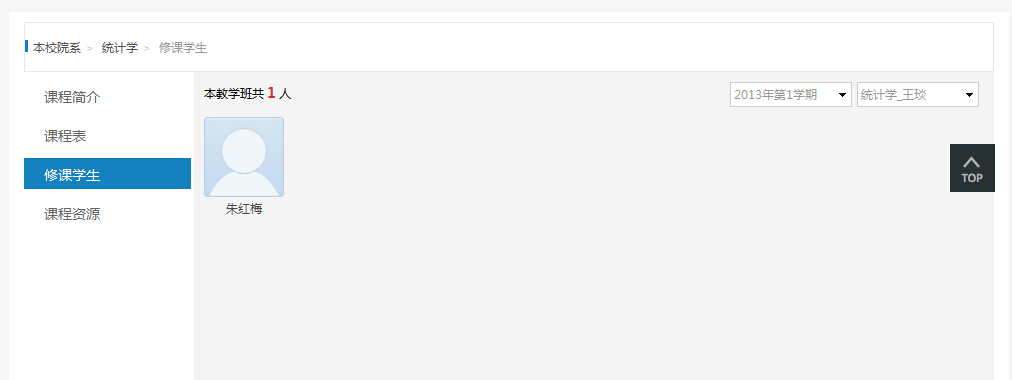 本校院系 > 统计学 > 修课学生
课程简介
课程表
修课学生
课程资源
本教学班共 1 人
2013年第1学期
统计学_王琰
朱红梅
TOP